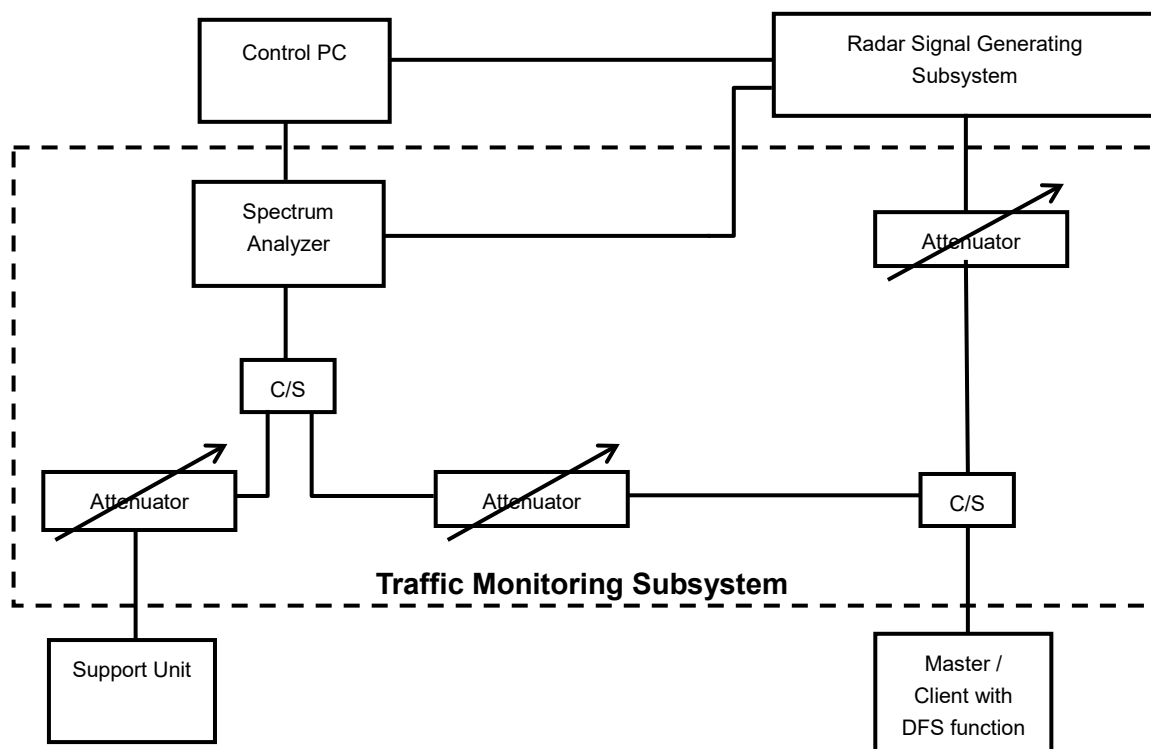 Control PC
Radar Signal Generating
Subsystem
Spectrum
Analyzer
Attenuator
C/S
Attenuator
Attenuator
C/S
Traffic Monitoring Subsystem
Support Unit
Master /
Client with
DFS function